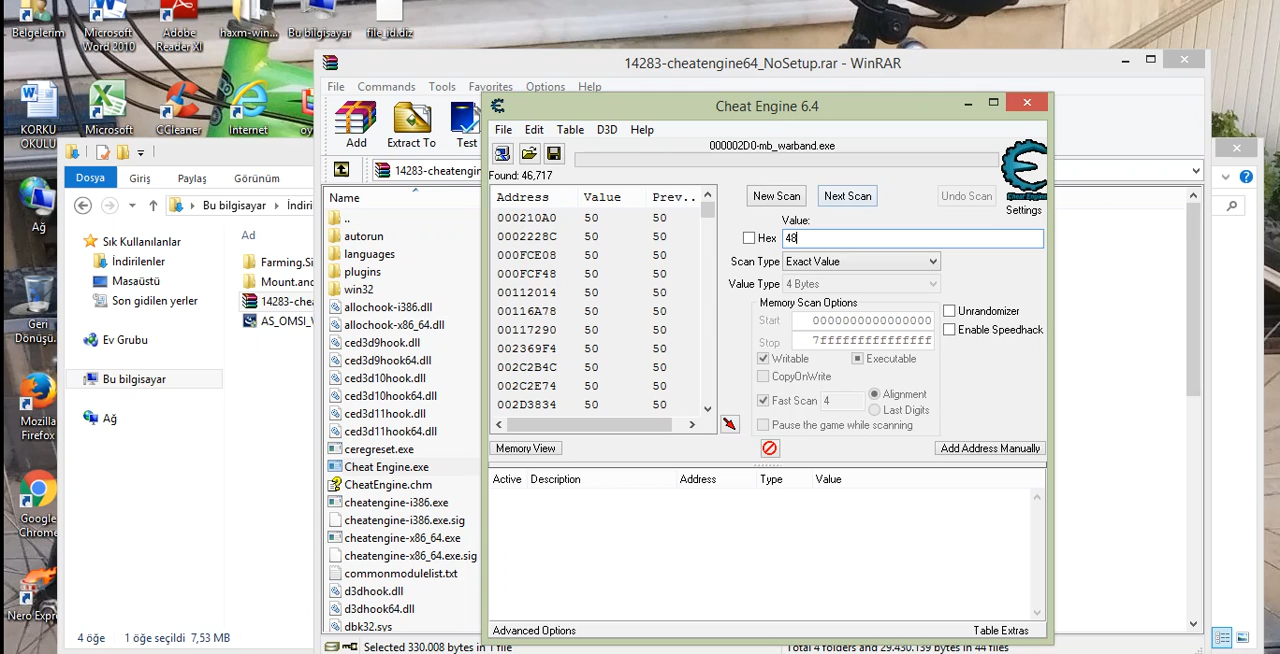 Belgelerim
Microsoft Word 2010
Adobe Reader XI
haxm-win...
Bu bilgisayar
file_id.diz
KORKU OKULU
Microsoft
CCleaner
Internet
oy
Ağ
Geri Dönüşü...
Mozilla Firefox
Google Chrome
Nero Expre
14283-cheatengine64_NoSetup.rar - WinRAR
File Commands Tools Favorites Options Help
Add Extract To Test
14283-cheatengin
Name
..
autorun
languages
plugins
win32
allochook-i386.dll
allochook-x86_64.dll
ced3d9hook.dll
ced3d9hook64.dll
ced3d10hook.dll
ced3d10hook64.dll
ced3d11hook.dll
ced3d11hook64.dll
ceregreset.exe
Cheat Engine.exe
CheatEngine.chm
cheatengine-i386.exe
cheatengine-i386.exe.sig
cheatengine-x86_64.exe
cheatengine-x86_64.exe.sig
commonmodulelist.txt
d3dhook.dll
d3dhook64.dll
dbk32.sys
Selected 330.008 bytes in 1 file
Total 4 folders and 29.430.139 bytes in 44 files
Dosya Giriş Paylaş Görünüm
Bu bilgisayar İndiri
Sık Kullanılanlar
İndirilenler
Masaüstü
Son gidilen yerler
Ev Grubu
Bu bilgisayar
Ağ
Ad
Farming.Si
Mount.and
14283-chea
AS_OMSI_V
4 öğe 1 öğe seçildi 7,53 MB
Cheat Engine 6.4
File Edit Table D3D Help
000002D0-mb_warband.exe
Found: 46,717
Address Value Prev..
000210A0 50 50
0002228C 50 50
000FCE08 50 50
000FCF48 50 50
00112014 50 50
00116A78 50 50
00117290 50 50
002369F4 50 50
002C2B4C 50 50
002C2E74 50 50
002D3834 50 50
New Scan Next Scan Undo Scan
Cheat Engine
Settings
Value:
Hex 49
Scan Type Exact Value
Value Type 4 Bytes
Memory Scan Options
Start 0000000000000000
Stop 7fffffffffffffff
Writable Executable
CopyOnWrite
Fast Scan 4 Alignment
Last Digits
Pause the game while scanning
Unrandomizer
Enable Speedhack
Memory View
Add Address Manually
Active Description Address Type Value
Advanced Options Table Extras